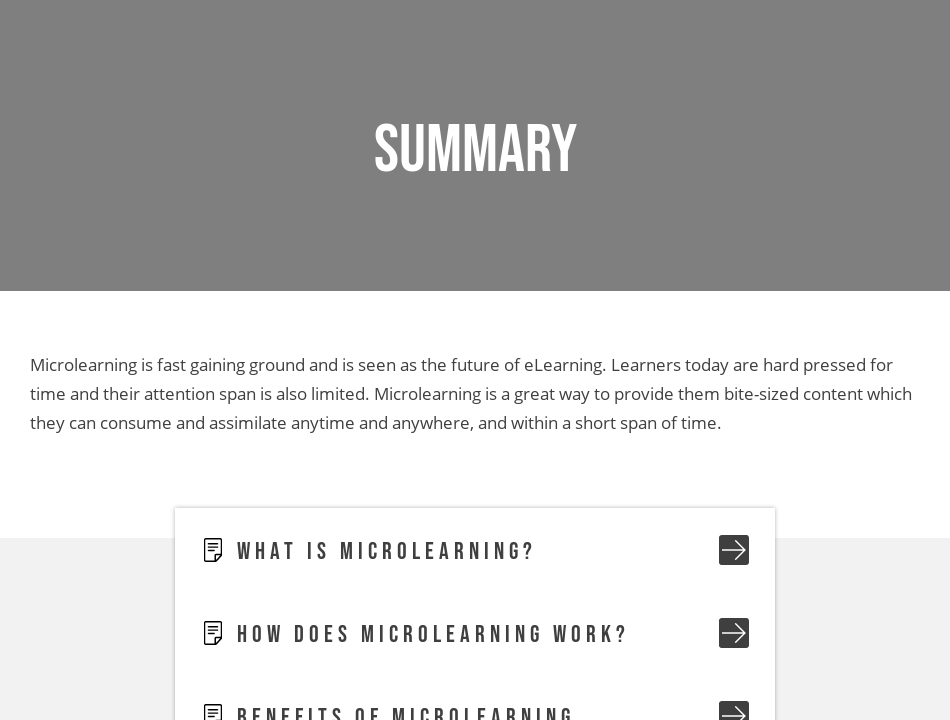 SUMMARY
Microlearning is fast gaining ground and is seen as the future of eLearning. Learners today are hard pressed for
time and their attention span is also limited. Microlearning is a great way to provide them bite-sized content which
they can consume and assimilate anytime and anywhere, and within a short span of time.
WHAT IS MICROLEARNING?
HOW DOES MICROLEARNING WORK?
BENEFITS OF MICROLEARNING